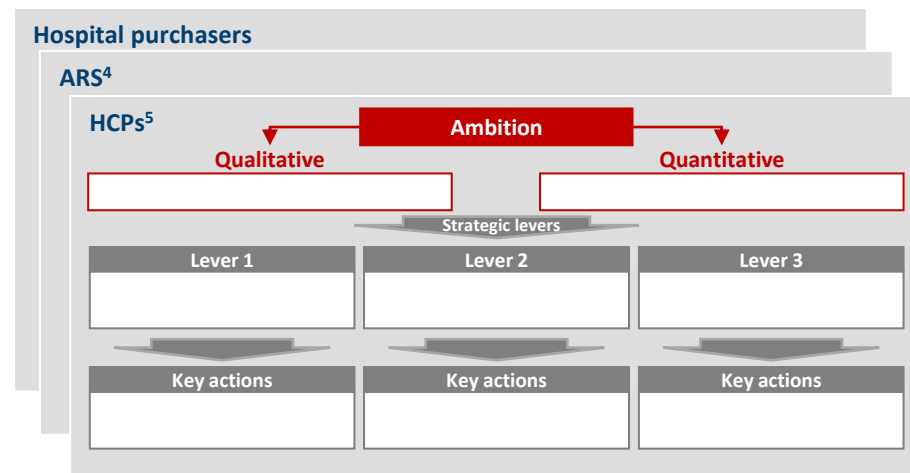 Hospital purchasers
ARS⁴
HCPs⁵
Ambition
Qualitative
Quantitative
Strategic levers
Lever 1
Lever 2
Lever 3
Key actions
Key actions
Key actions